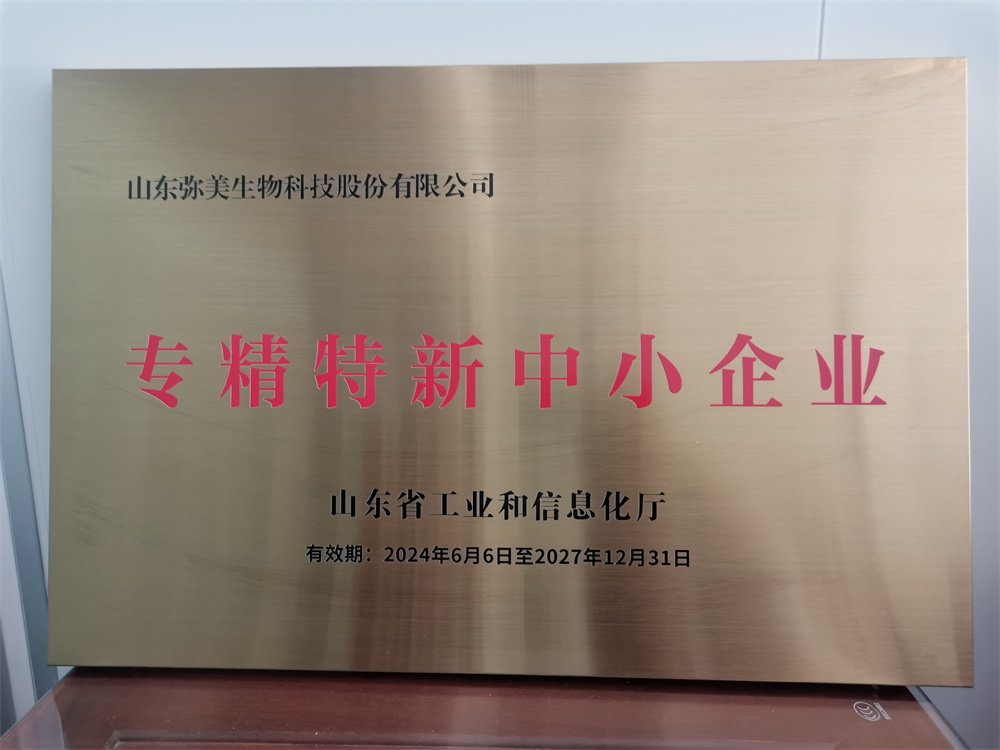 山东弥美生物科技股份有限公司
专精特新中小企业
山东省工业和信息化厅
有效期：2024年6月6日至2027年12月31日